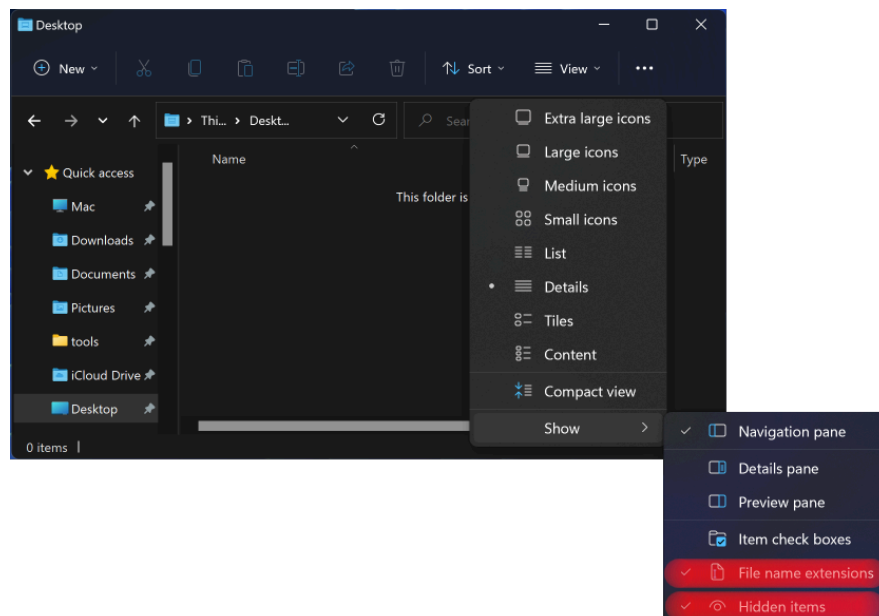 Desktop
New
Sort
View
Thi... Deskt...
Sear
Quick access
Mac
Downloads
Documents
Pictures
tools
iCloud Drive
Desktop
0 items
Name
Type
This folder is
Extra large icons
Large icons
Medium icons
Small icons
List
Details
Tiles
Content
Compact view
Show
Navigation pane
Details pane
Preview pane
Item check boxes
File name extensions
Hidden items